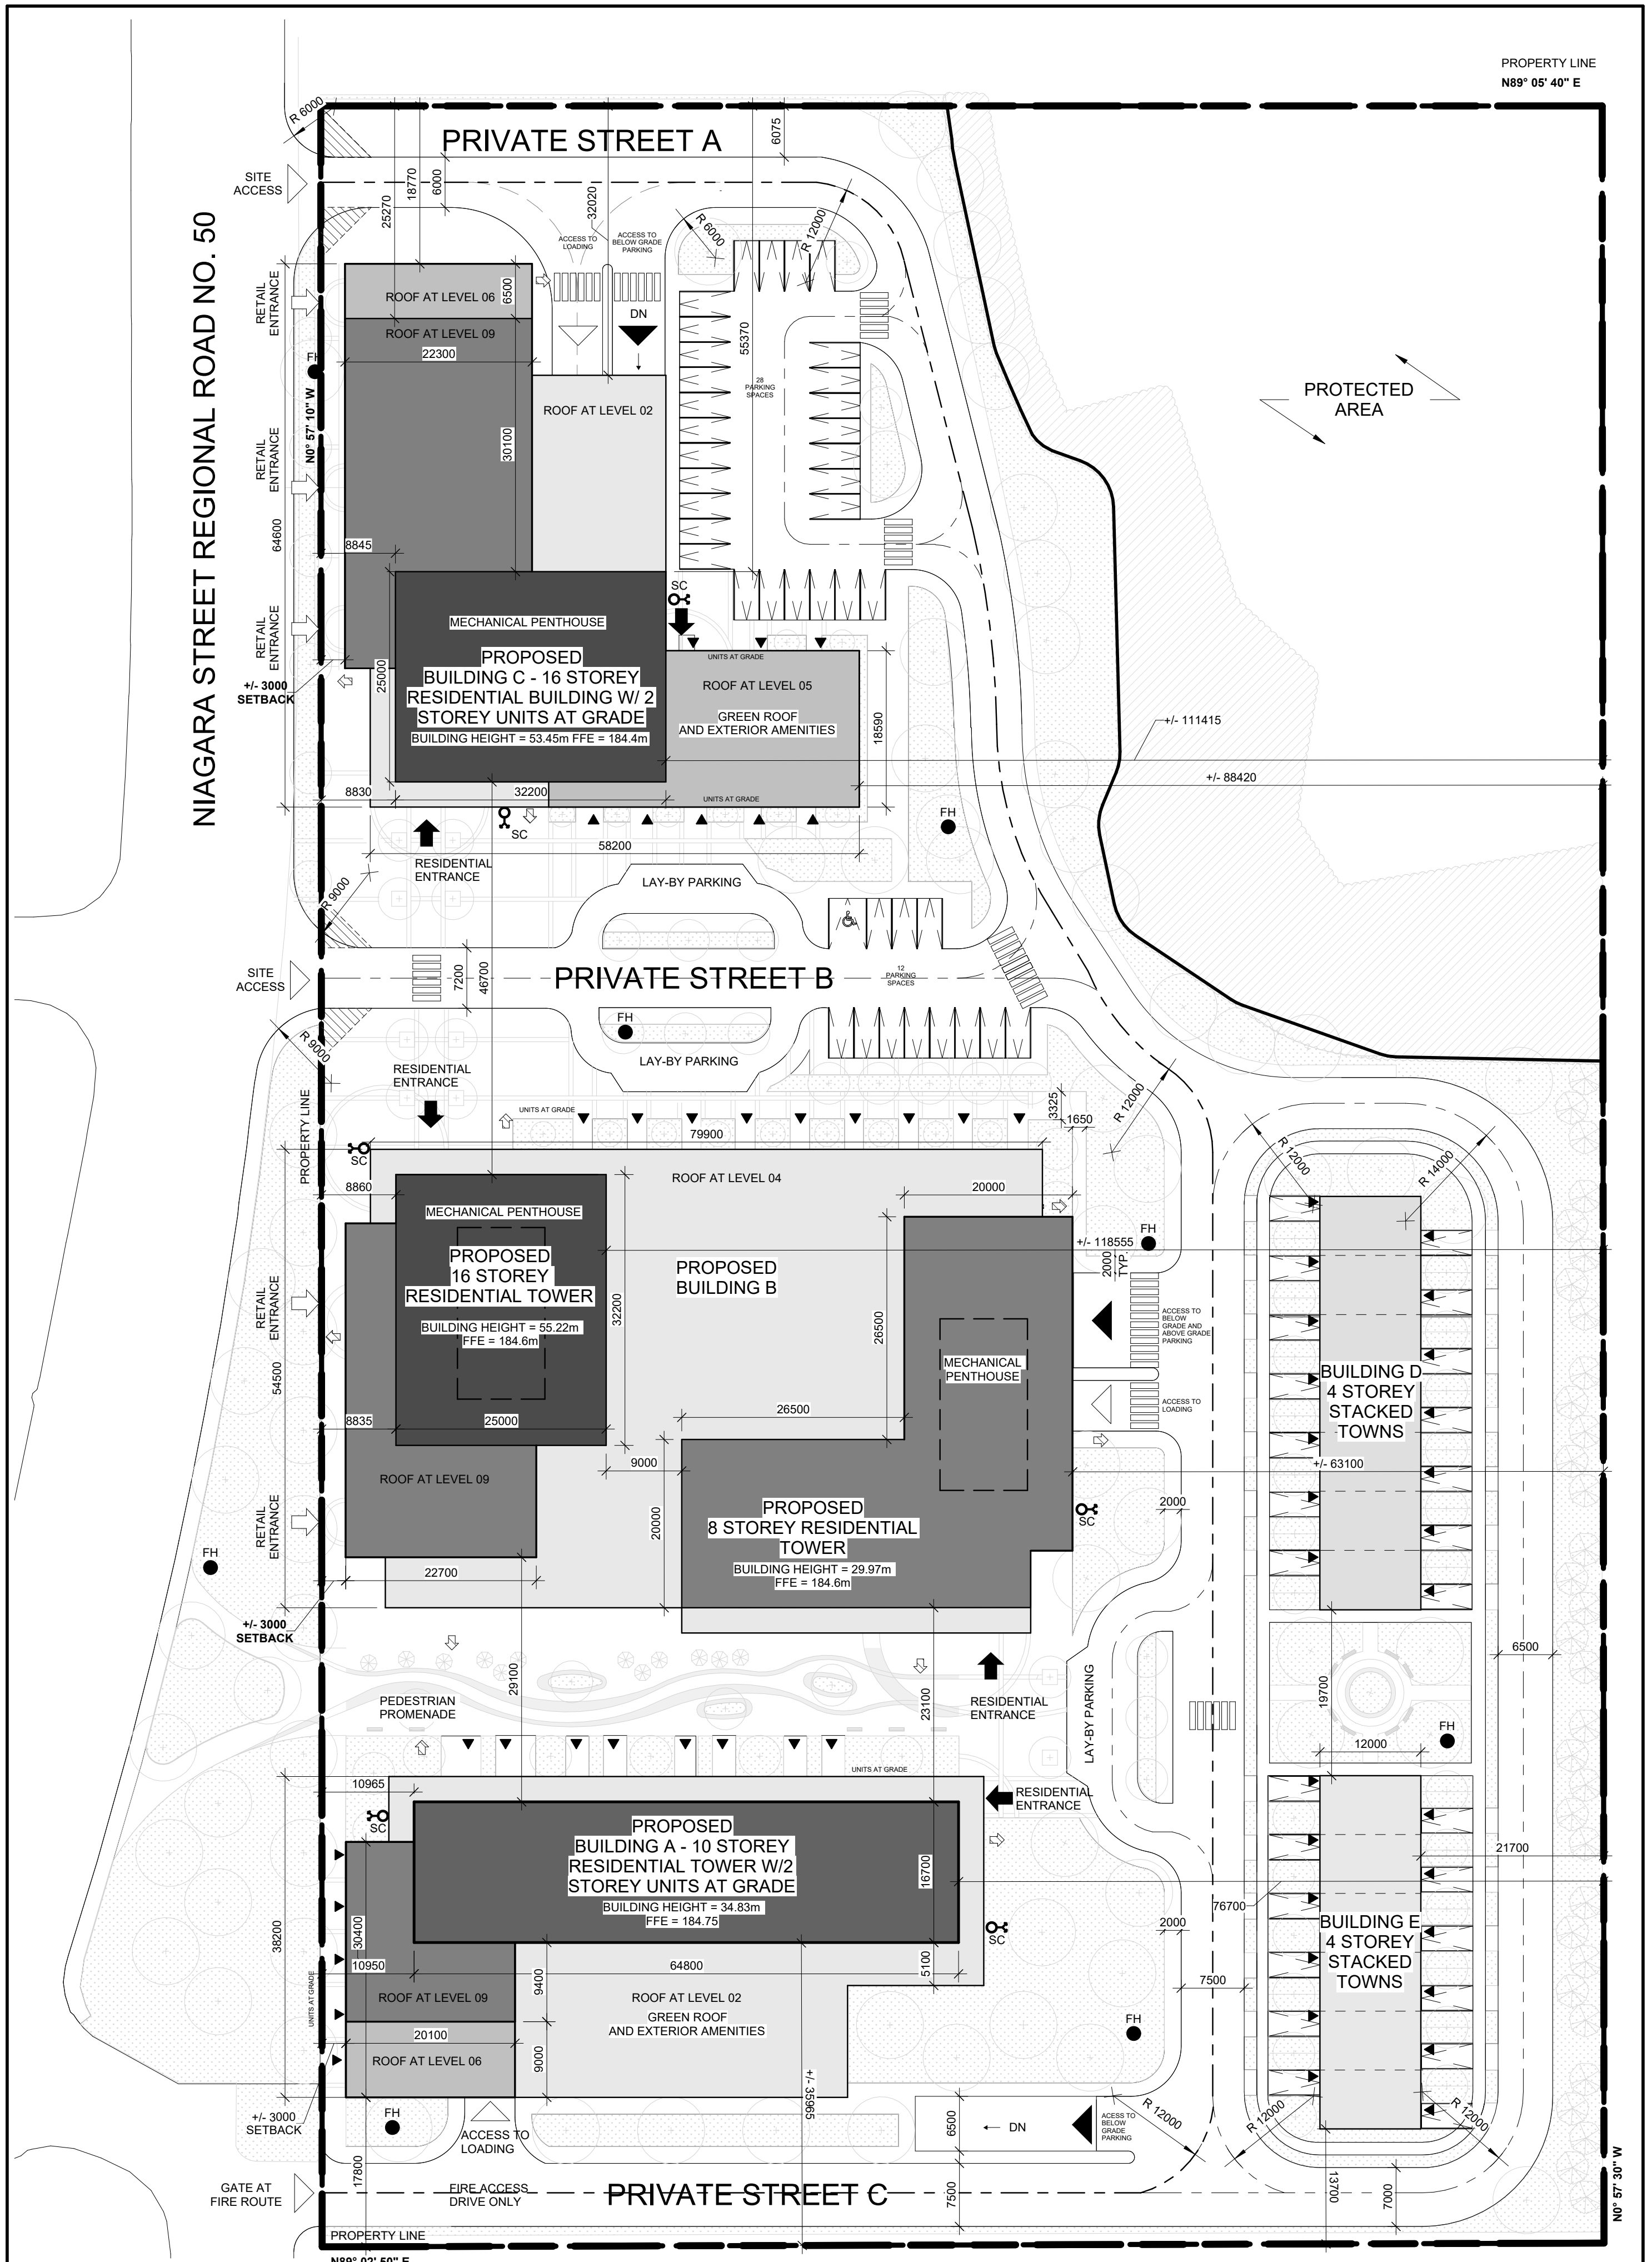 PROPERTY LINE
N89° 05' 40" E
R 6000
PRIVATE STREET A
6075
SITE
ACCESS
25270
18770
6000
32020
NIAGARA STREET REGIONAL ROAD NO. 50
ACCESS TO
LOADING
ACCESS TO
BELOW GRADE
PARKING
R 6000
R 12000
RETAIL
ENTRANCE
ROOF AT LEVEL 06
6500
DN
ROOF AT LEVEL 09
22300
FH
N0° 57' 10" W
55370
28
PARKING
SPACES
PROTECTED
AREA
ROOF AT LEVEL 02
30100
RETAIL
ENTRANCE
64600
8845
SC
RETAIL
ENTRANCE
MECHANICAL PENTHOUSE
PROPOSED
BUILDING C - 16 STOREY
RESIDENTIAL BUILDING W/ 2
STOREY UNITS AT GRADE
BUILDING HEIGHT = 53.45m FFE = 184.4m
25000
+/- 3000
SETBACK
UNITS AT GRADE
ROOF AT LEVEL 05
GREEN ROOF
AND EXTERIOR AMENITIES
18590
+/- 111415
+/- 88420
8830
32200
UNITS AT GRADE
SC
FH
58200
RESIDENTIAL
ENTRANCE
R 9000
LAY-BY PARKING
SITE
ACCESS
7200
46700
PRIVATE STREET B
12
PARKING
SPACES
FH
LAY-BY PARKING
R 9000
RESIDENTIAL
ENTRANCE
PROPERTY LINE
UNITS AT GRADE
3325
1650
R 12000
79900
SC
ROOF AT LEVEL 04
8860
20000
R 12000
R 14000
MECHANICAL PENTHOUSE
PROPOSED
16 STOREY
RESIDENTIAL TOWER
BUILDING HEIGHT = 55.22m
FFE = 184.6m
32200
PROPOSED
BUILDING B
26500
FH
+/- 118555
2000
TYP.
ACCESS TO
BELOW
GRADE AND
ABOVE GRADE
PARKING
RETAIL
ENTRANCE
54500
MECHANICAL
PENTHOUSE
ACCESS TO
LOADING
BUILDING D
4 STOREY
STACKED
TOWNS
8835
25000
26500
9000
+/- 63100
ROOF AT LEVEL 09
20000
PROPOSED
8 STOREY RESIDENTIAL
TOWER
BUILDING HEIGHT = 29.97m
FFE = 184.6m
SC
2000
RETAIL
ENTRANCE
FH
22700
+/- 3000
SETBACK
29100
23100
PEDESTRIAN
PROMENADE
RESIDENTIAL
ENTRANCE
LAY-BY PARKING
19700
6500
FH
12000
UNITS AT GRADE
10965
RESIDENTIAL
ENTRANCE
SC
PROPOSED
BUILDING A - 10 STOREY
RESIDENTIAL TOWER W/2
STOREY UNITS AT GRADE
BUILDING HEIGHT = 34.83m
FFE = 184.75
16700
21700
76700
38200
30400
SC
2000
BUILDING E
4 STOREY
STACKED
TOWNS
10950
64800
5100
9400
7500
UNITS AT GRADE
ROOF AT LEVEL 09
ROOF AT LEVEL 02
GREEN ROOF
AND EXTERIOR AMENITIES
FH
20100
ROOF AT LEVEL 06
9000
+/- 35965
+/- 3000
SETBACK
FH
ACCESS TO
LOADING
6500
DN
ACESS TO
BELOW
GRADE
PARKING
R 12000
R 12000
R 12000
17800
GATE AT
FIRE ROUTE
FIRE ACCESS
DRIVE ONLY
PRIVATE STREET C
7500
13700
7000
N0° 57' 30" W
PROPERTY LINE
N89° 02' 50" E